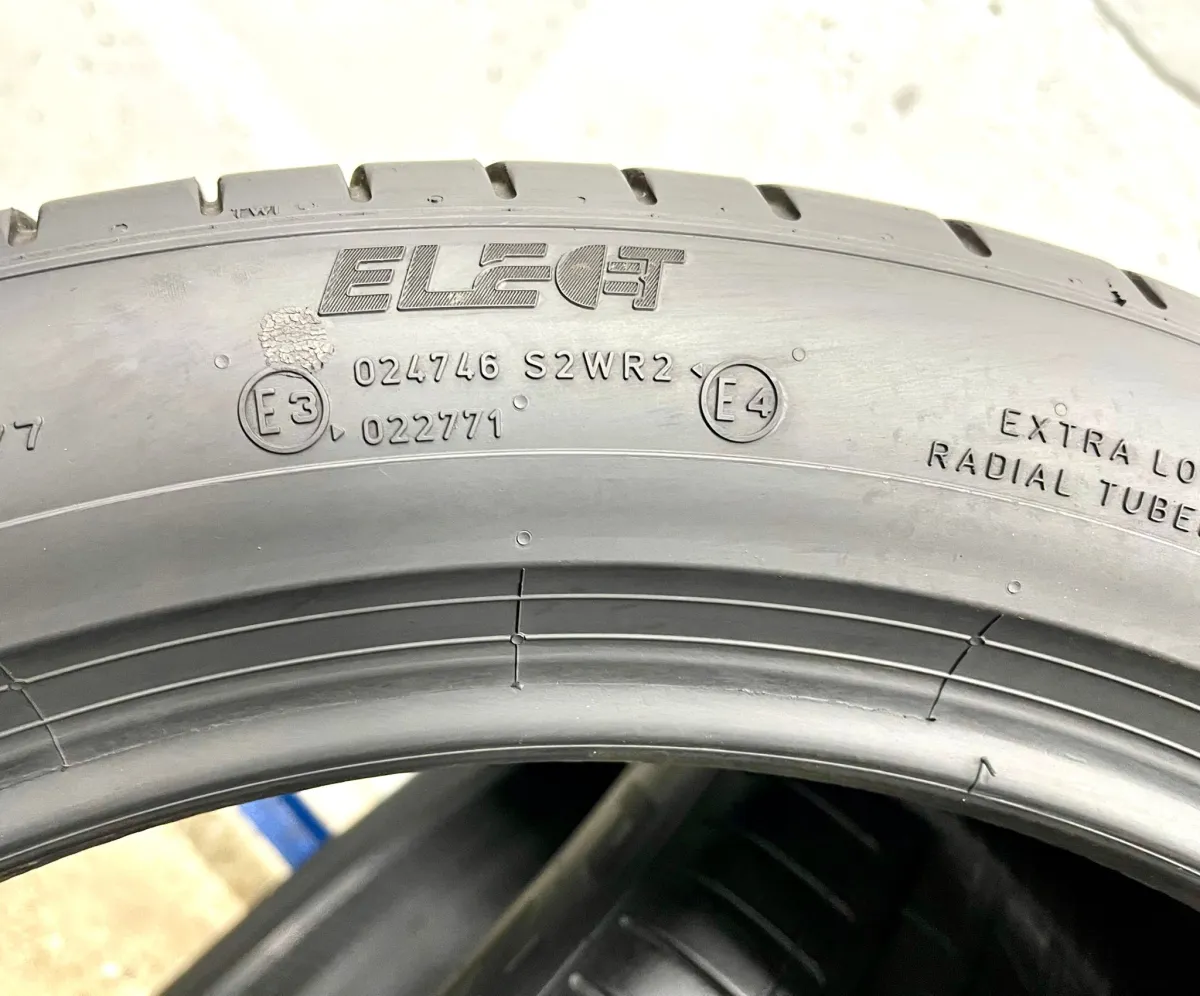 TWI
ELECT
024746 S2WR2
E3
022771
E4
EXTRA LO
RADIAL TUBE